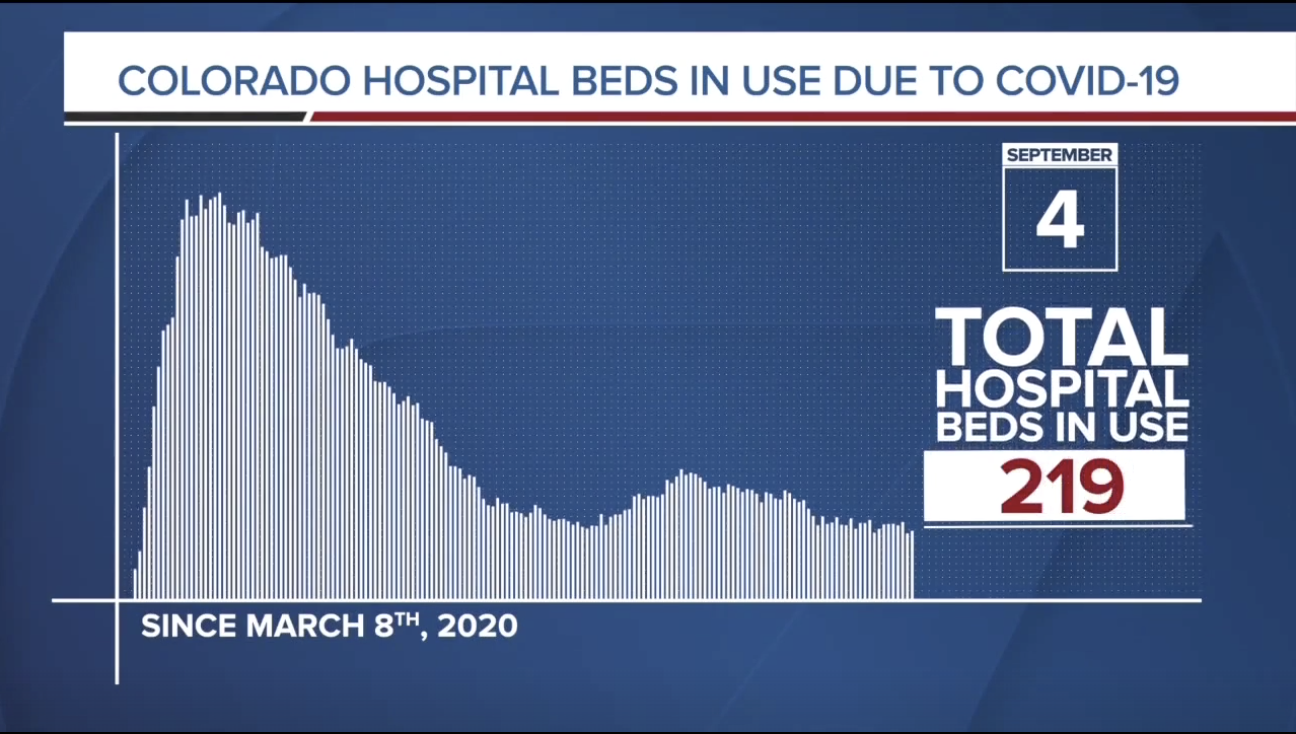 COLORADO HOSPITAL BEDS IN USE DUE TO COVID-19
SEPTEMBER
4
TOTAL
HOSPITAL
BEDS IN USE
219
SINCE MARCH 8TH, 2020